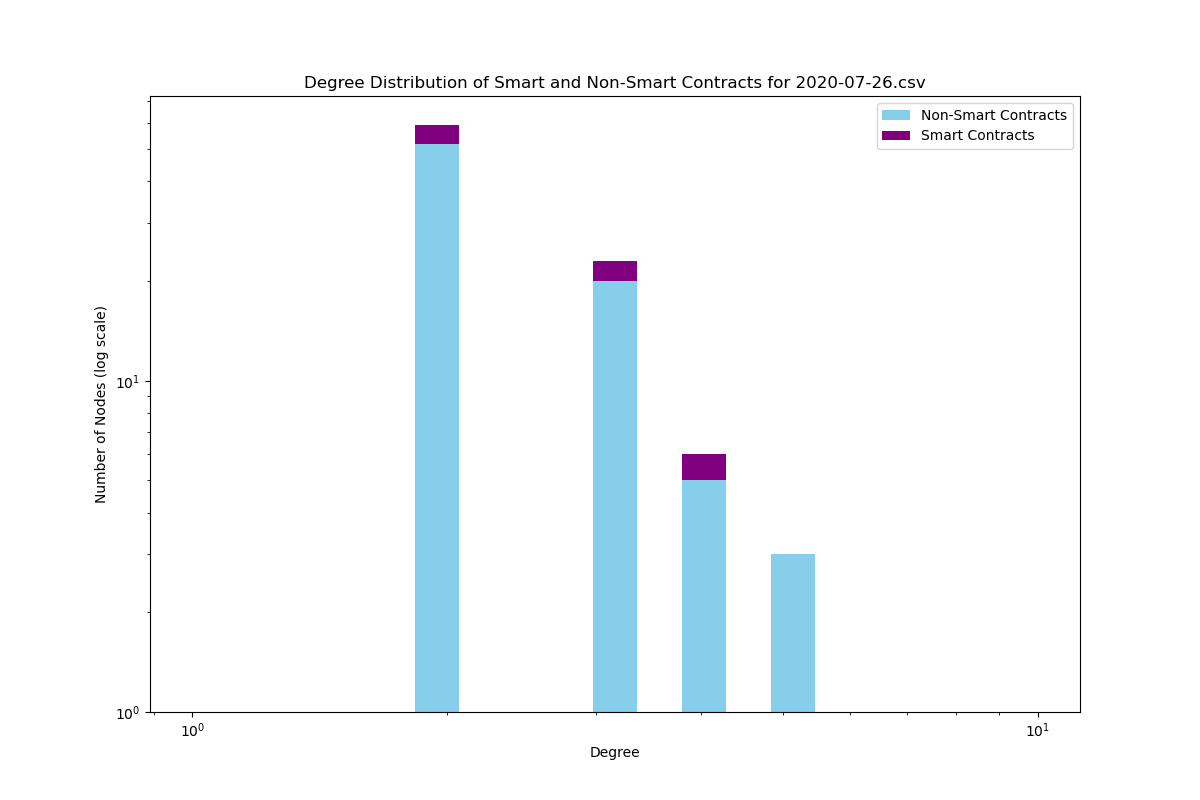 Degree Distribution of Smart and Non-Smart Contracts for 2020-07-26.csv
Non-Smart Contracts
Smart Contracts
Number of Nodes (log scale)
10¹
10⁰
10⁰ 10¹
Degree